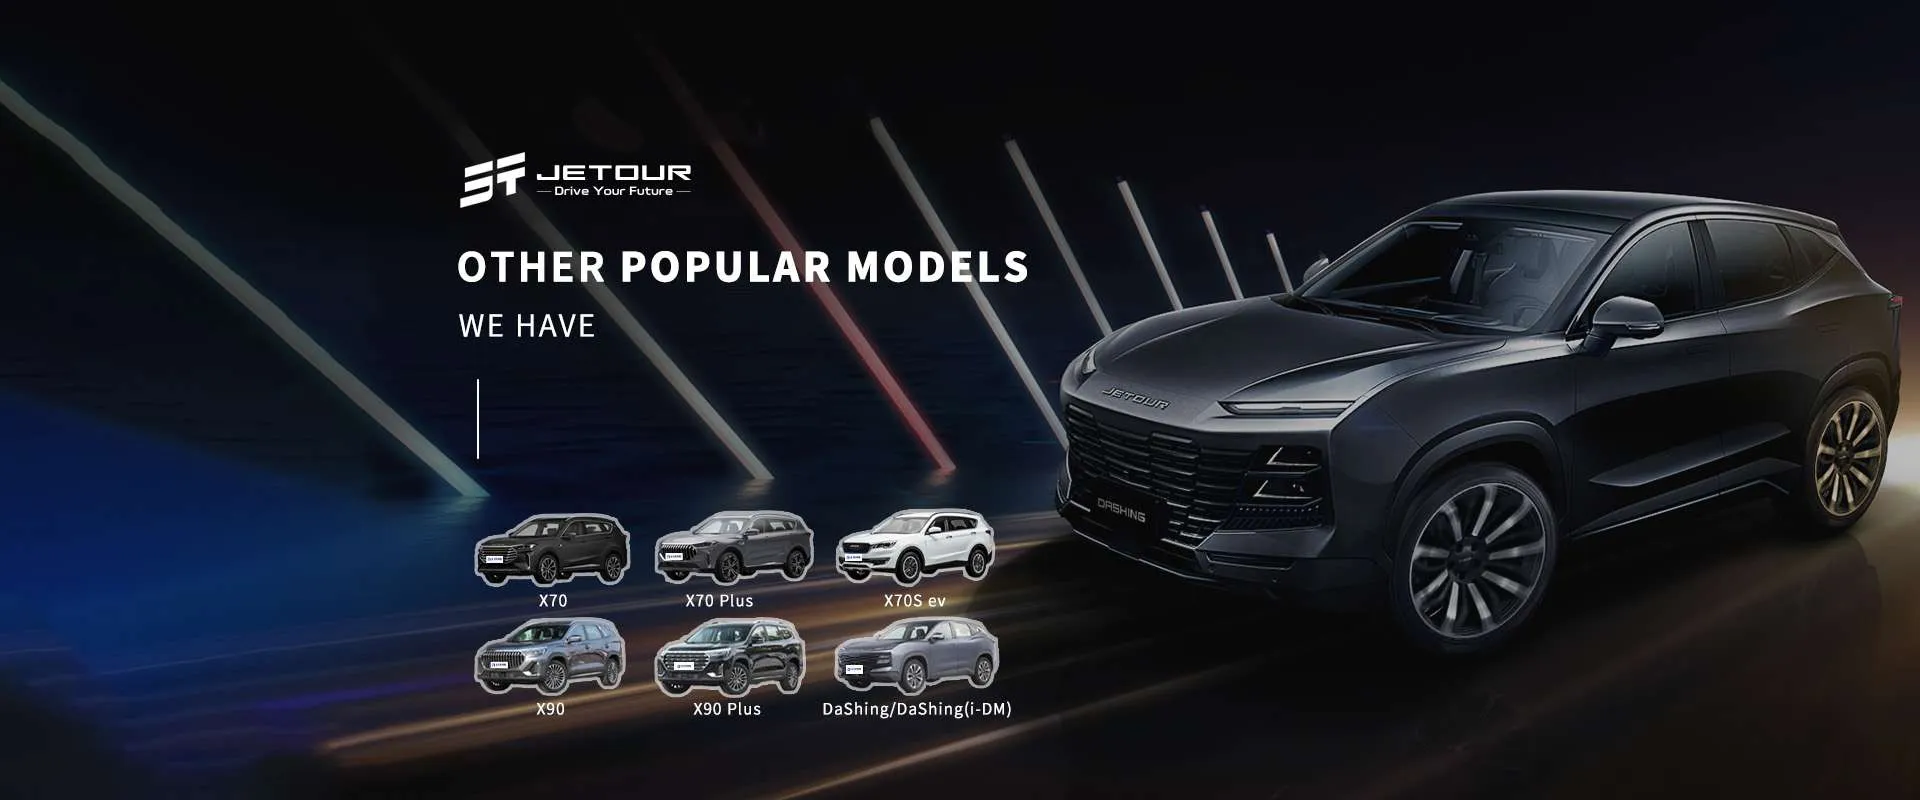 JETOUR
Drive Your Future
OTHER POPULAR MODELS
WE HAVE
JETOUR
DASHING
X70
X70 Plus
X70S ev
X90
X90 Plus
DaShing/DaShing(i-DM)